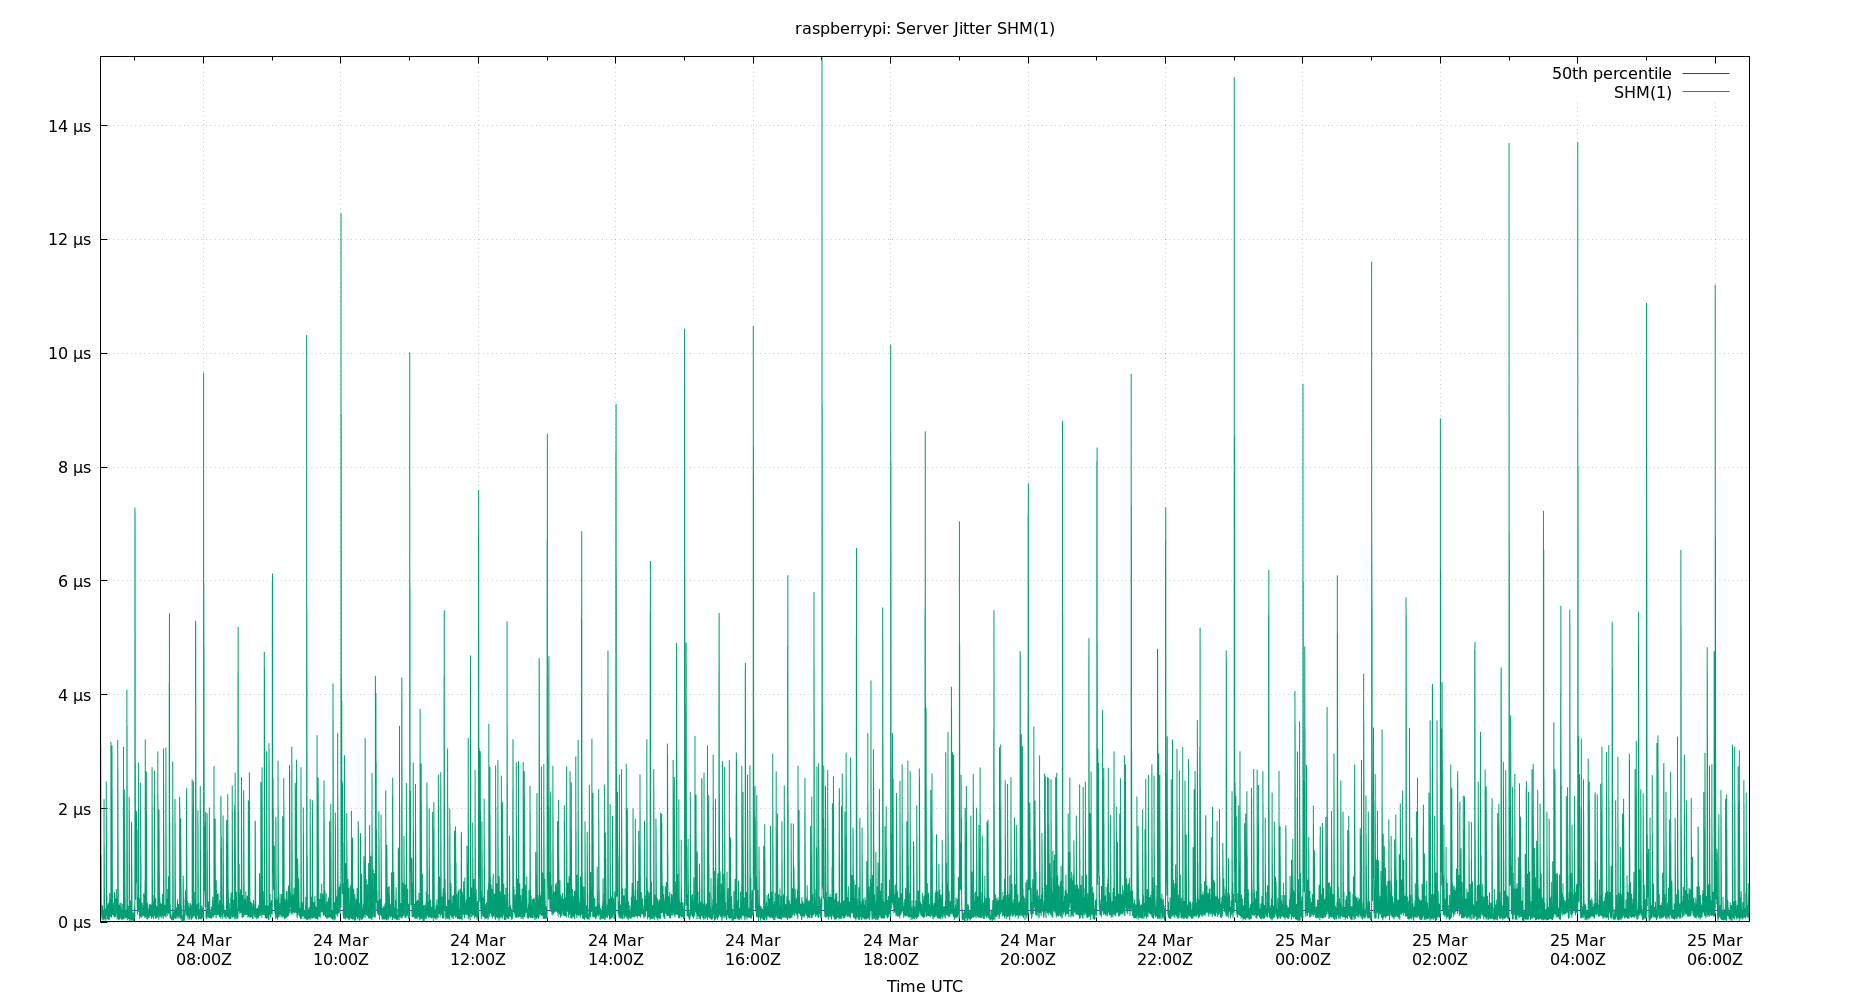 raspberrypi: Server Jitter SHM(1)
50th percentile
SHM(1)
14 µs
12 µs
10 µs
8 µs
6 µs
4 µs
2 µs
0 µs
24 Mar 24 Mar 24 Mar 24 Mar 24 Mar 24 Mar 24 Mar 24 Mar 25 Mar 25 Mar 25 Mar 25 Mar
08:00Z 10:00Z 12:00Z 14:00Z 16:00Z 18:00Z 20:00Z 22:00Z 00:00Z 02:00Z 04:00Z 06:00Z
Time UTC